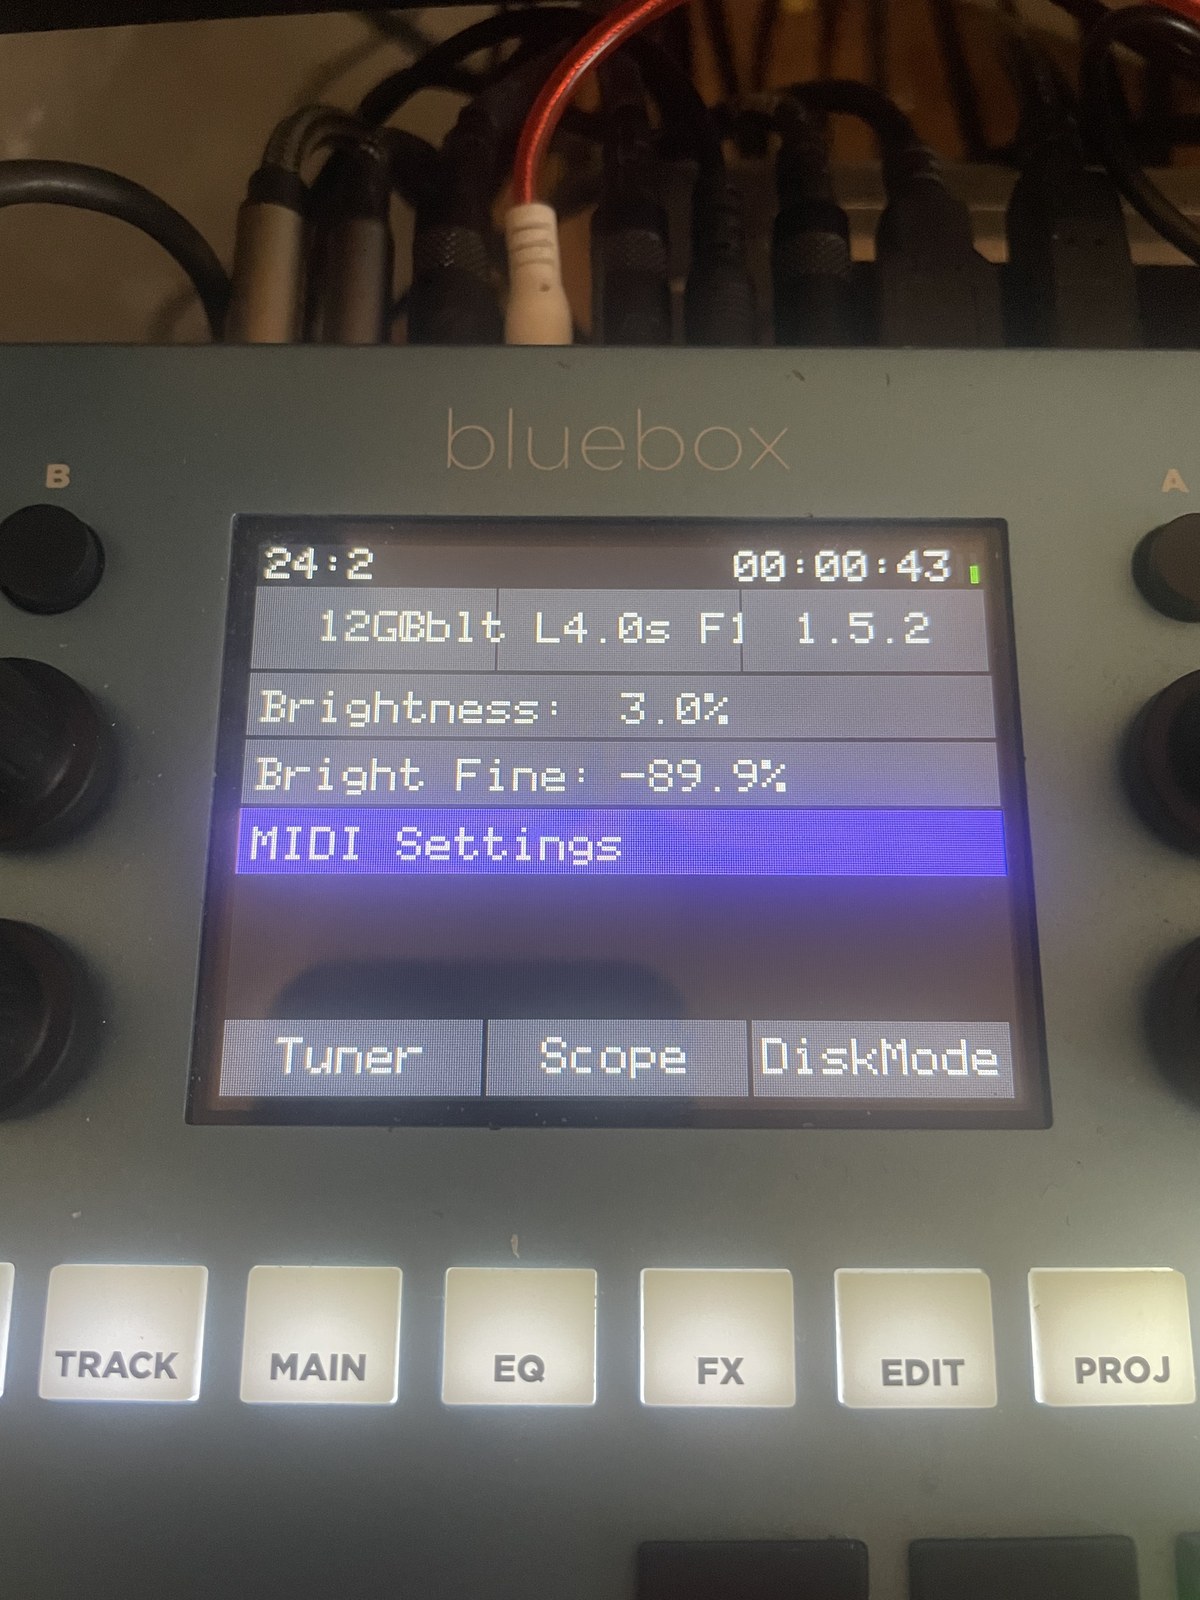 bluebox
B
A
24:2 00:00:43
L4.0s F1 1.5.2
Brightness: 3.0%
Bright Fine: -89.9%
MIDI Settings
Tuner Scope DiskMode
TRACK MAIN EQ FX EDIT PROJ